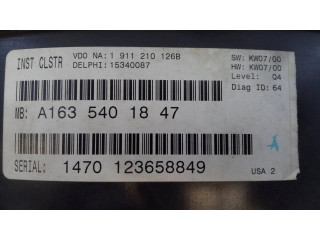 INST CLSTR
VDO NA: 1 911 210 126B
DELPHI: 15340087
SW: KW07/00
HW: KW07/00
Level: Q4
Diag ID: 64
MB: A163 540 18 47
SERIAL: 1470 123658849
USA 2